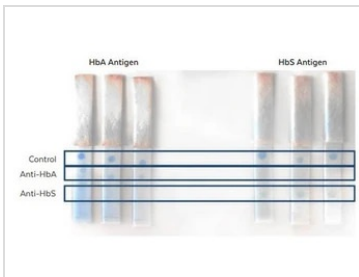 HbA Antigen
HbS Antigen
Control
Anti-HbA
Anti-HbS